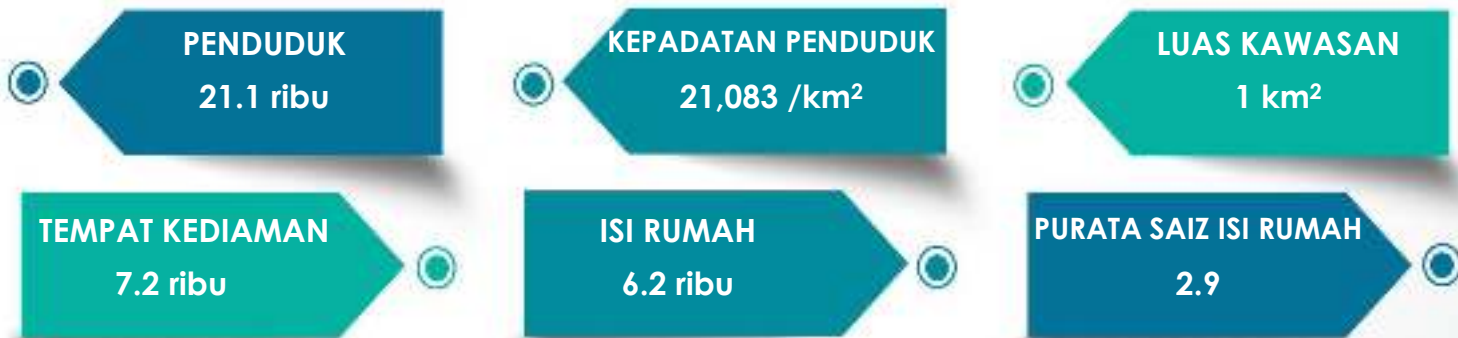 PENDUDUK
21.1 ribu
KEPADATAN PENDUDUK
21,083 /km²
LUAS KAWASAN
1 km²
TEMPAT KEDIAMAN
7.2 ribu
ISI RUMAH
6.2 ribu
PURATA SAIZ ISI RUMAH
2.9